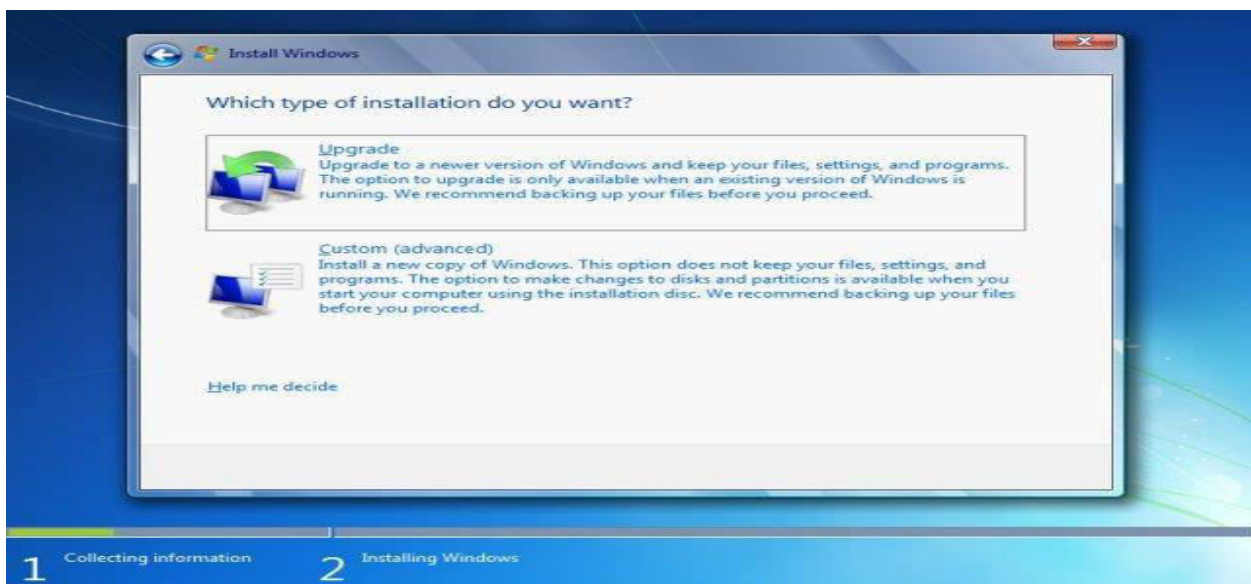 Install Windows
Which type of installation do you want?
Upgrade
Upgrade to a newer version of Windows and keep your files, settings, and programs.
The option to upgrade is only available when an existing version of Windows is
running. We recommend backing up your files before you proceed.
Custom (advanced)
Install a new copy of Windows. This option does not keep your files, settings, and
programs. The option to make changes to disks and partitions is available when you
start your computer using the installation disc. We recommend backing up your files
before you proceed.
Help me decide
1 Collecting information 2 Installing Windows